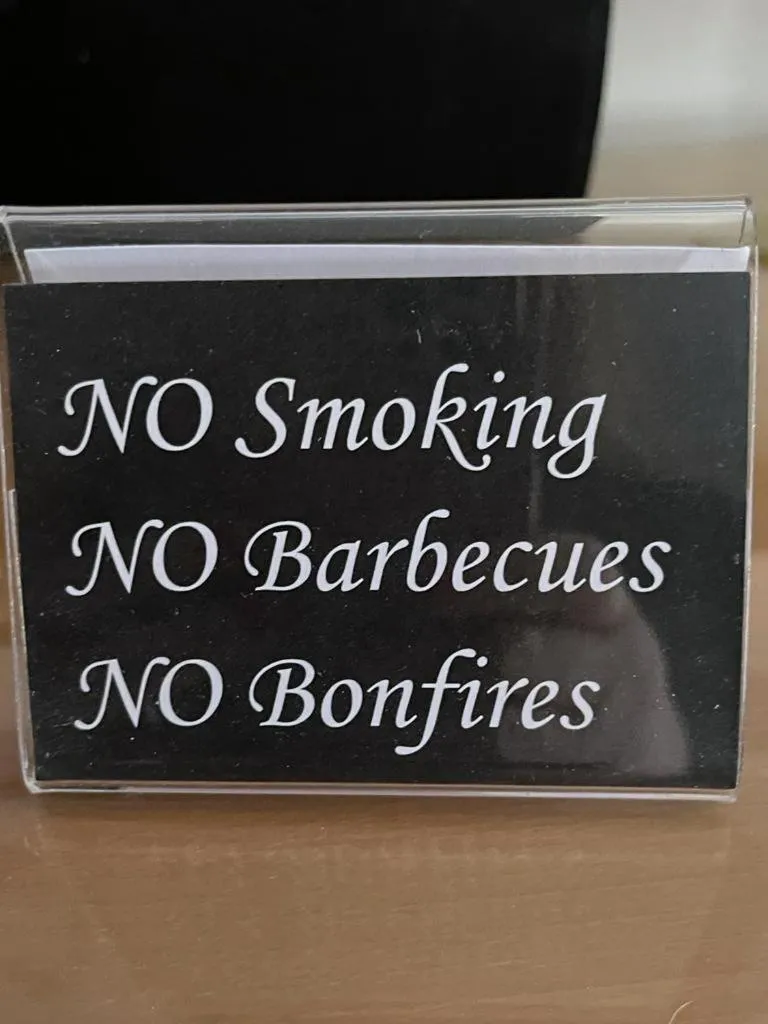 NO Smoking
NO Barbecues
NO Bonfires